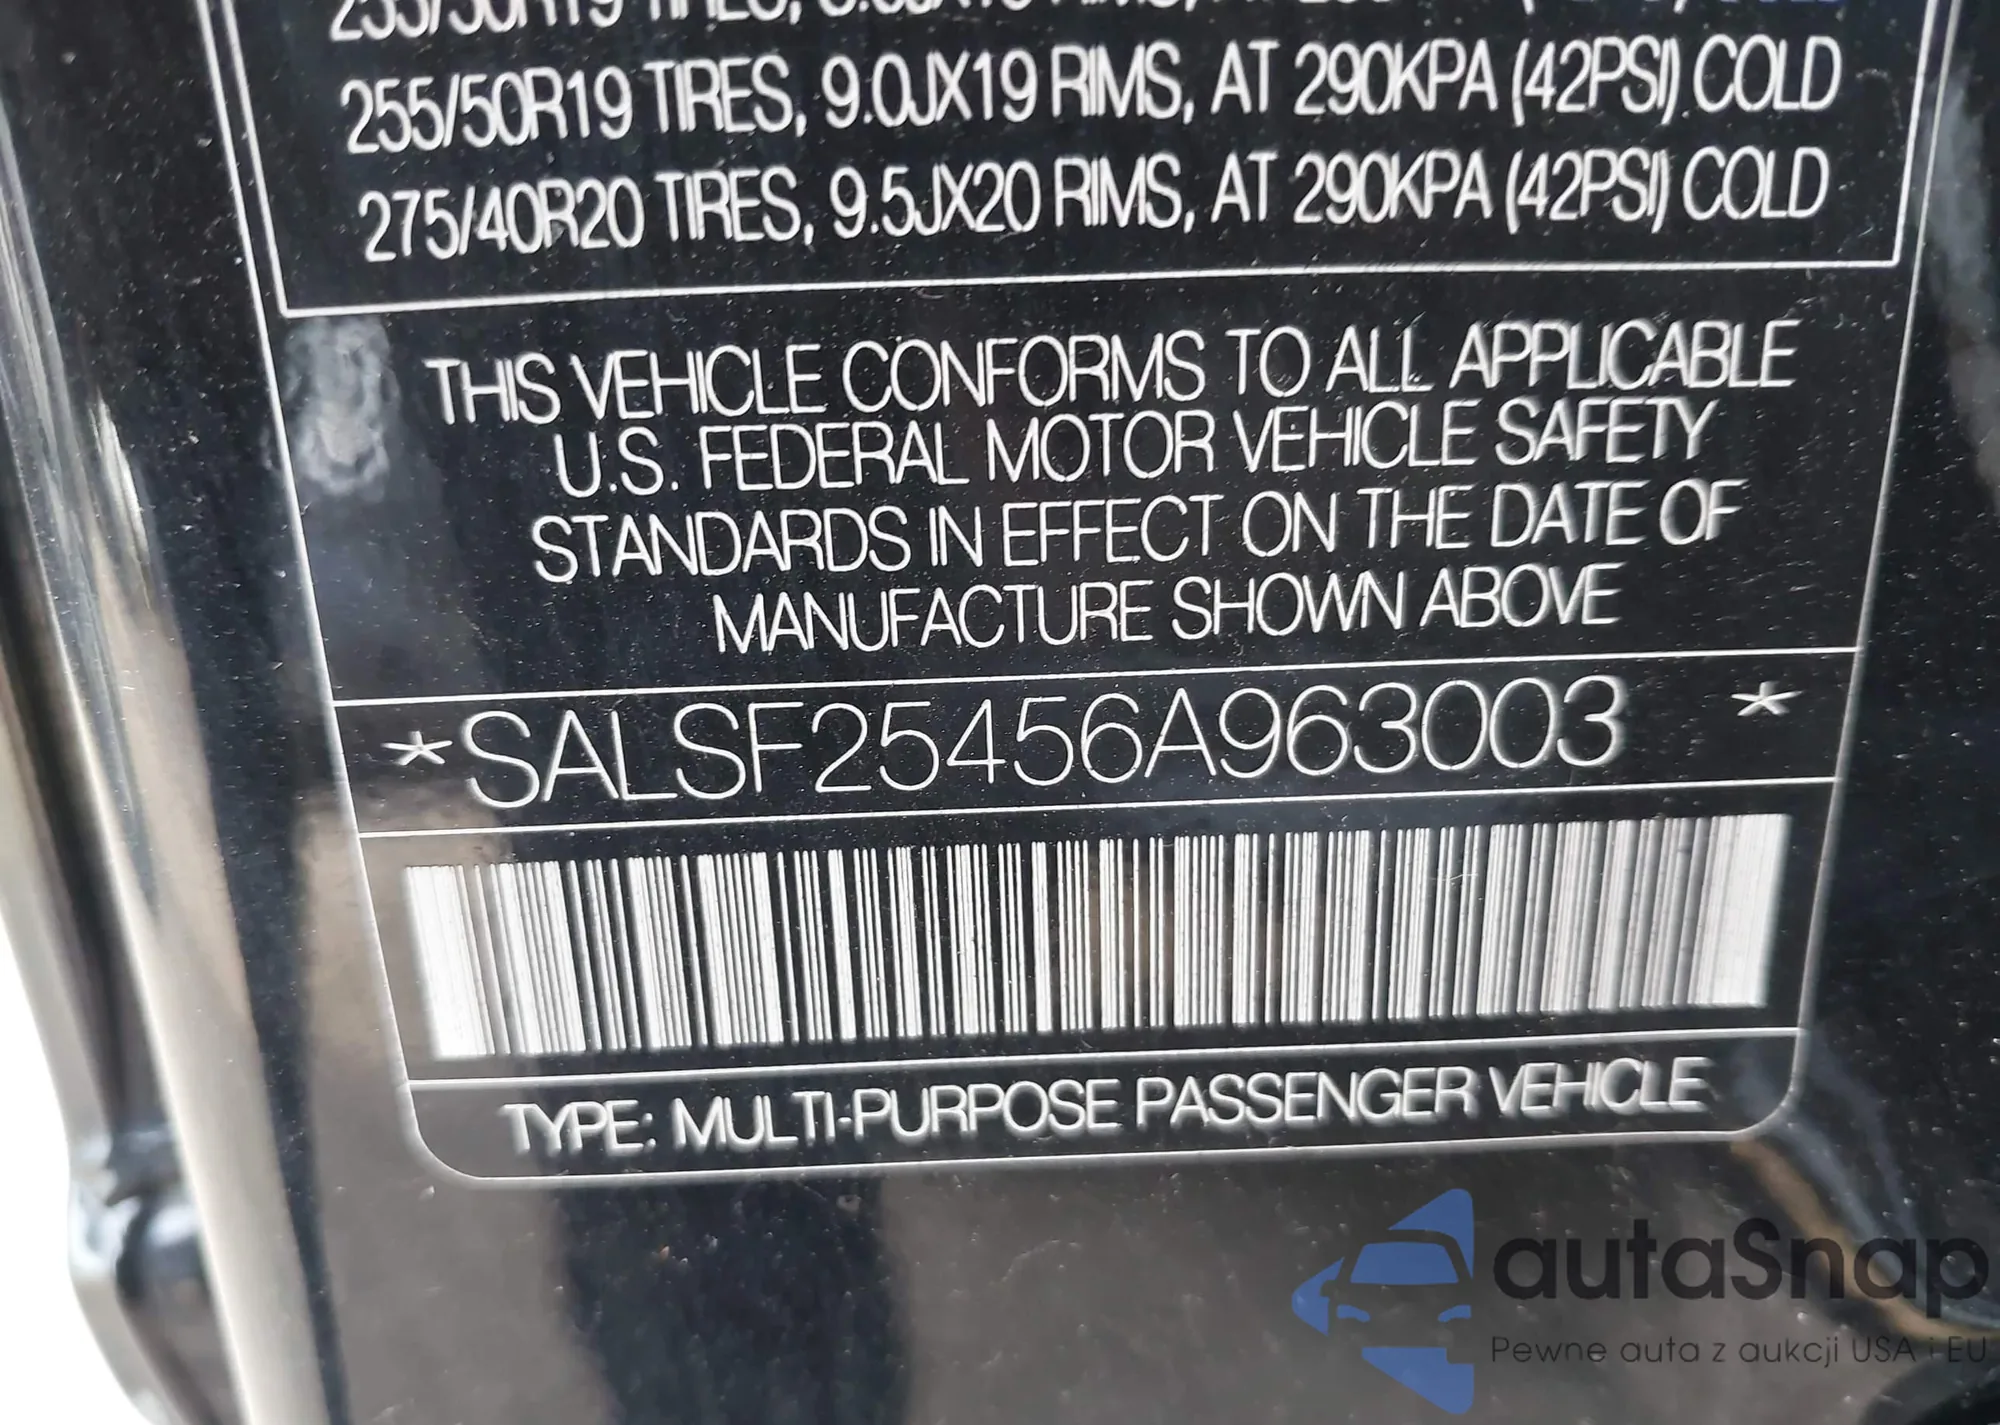 255/50R19 TIRES, 9.0JX19 RIMS, AT 290KPA (42PSI) COLD
275/40R20 TIRES, 9.5JX20 RIMS, AT 290KPA (42PSI) COLD
THIS VEHICLE CONFORMS TO ALL APPLICABLE
U.S. FEDERAL MOTOR VEHICLE SAFETY
STANDARDS IN EFFECT ON THE DATE OF
MANUFACTURE SHOWN ABOVE
*SALSF25456A963003 *
TYPE: MULTI-PURPOSE PASSENGER VEHICLE
autaSnap
Pewne auta z aukcji USA i EU